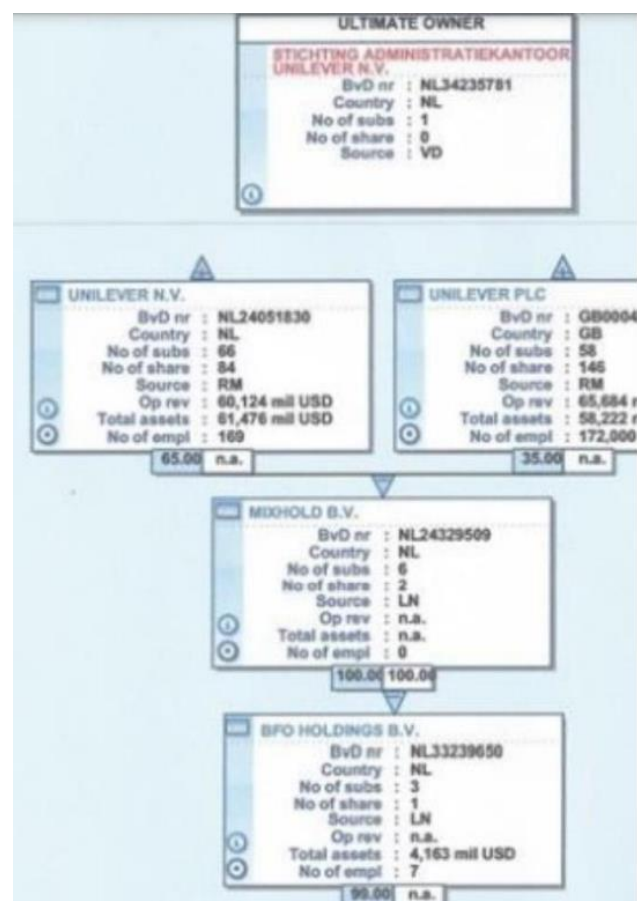 ULTIMATE OWNER
STICHTING ADMINISTRATIEKANTOOR
UNILEVER N.V.
BvD nr : NL34235781
Country : NL
No of subs : 1
No of share : 0
Source : VD
UNILEVER N.V.
BvD nr : NL24051830
Country : NL
No of subs : 66
No of share : 84
Source : RM
Op rev : 60,124 mil USD
Total assets : 61,476 mil USD
No of empl : 169
65.00 n.a.
UNILEVER PLC
BvD nr : GB0004
Country : GB
No of subs : 58
No of share : 146
Source : RM
Op rev : 65,684
Total assets : 58,222
No of empl : 172,000
35.00 n.a.
MIXHOLD B.V.
BvD nr : NL24329509
Country : NL
No of subs : 6
No of share : 2
Source : LN
Op rev : n.a.
Total assets : n.a.
No of empl : 0
100.00 100.00
BFO HOLDINGS B.V.
BvD nr : NL33239650
Country : NL
No of subs : 3
No of share : 1
Source : LN
Op rev : n.a.
Total assets : 4,163 mil USD
No of empl : 7
99.00 n.a.